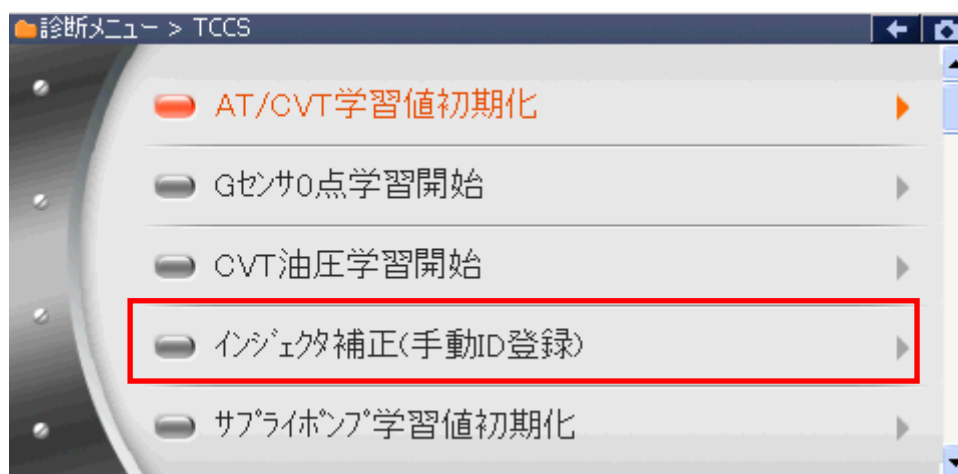 診断ﾒﾆｭｰ > TCCS
AT/CVT学習値初期化
Gｾﾝｻ0点学習開始
CVT油圧学習開始
ｲﾝｼﾞｪｸﾀ補正(手動ID登録)
ｻﾌﾟﾗｲﾎﾟﾝﾌﾟ学習値初期化